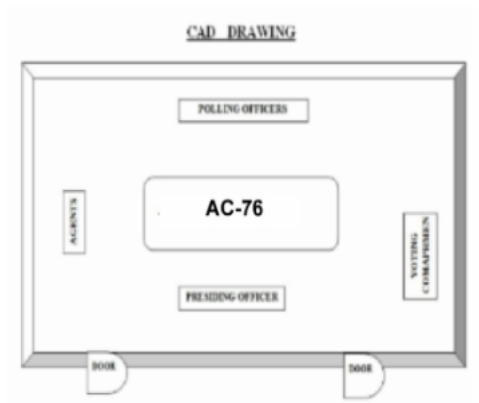 CAD DRAWING
POLLING OFFICERS
AGENTS
AC-76
VOTING
COMAPRMEN
PRESIDING OFFICER
DOOR
DOOR